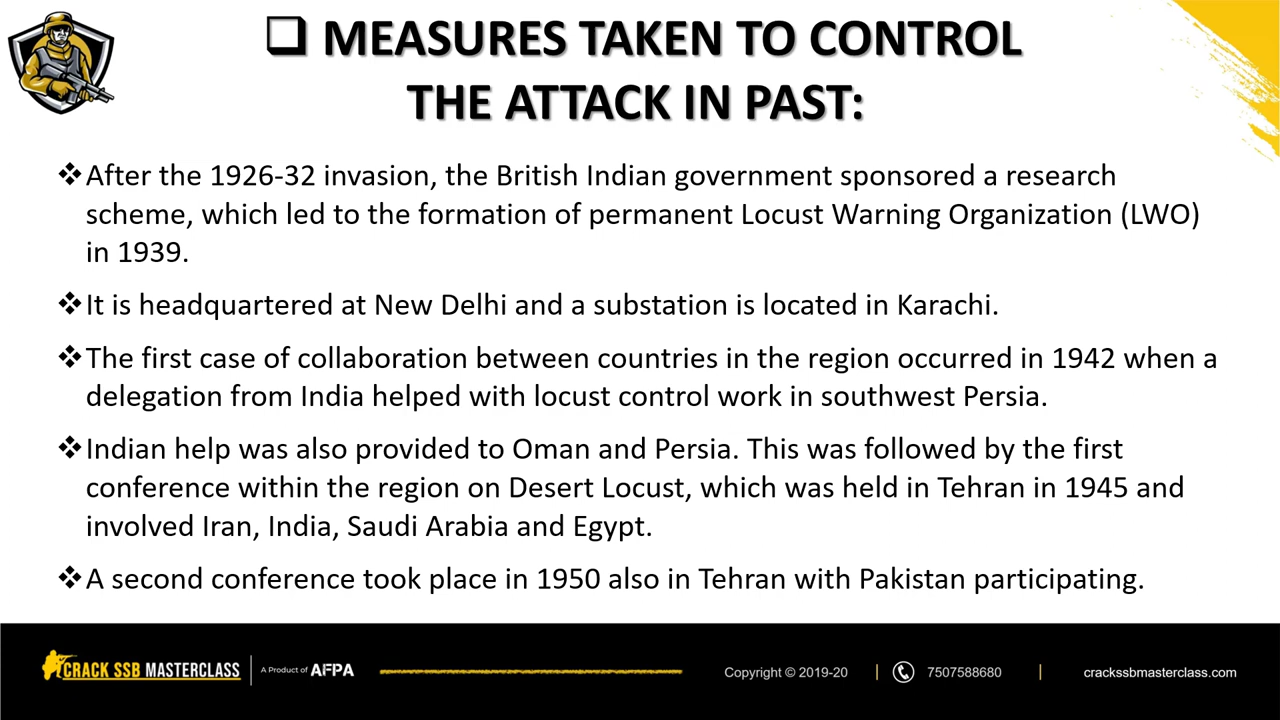 ❑ MEASURES TAKEN TO CONTROL
THE ATTACK IN PAST:
❖After the 1926-32 invasion, the British Indian government sponsored a research
scheme, which led to the formation of permanent Locust Warning Organization (LWO)
in 1939.
❖It is headquartered at New Delhi and a substation is located in Karachi.
❖The first case of collaboration between countries in the region occurred in 1942 when a
delegation from India helped with locust control work in southwest Persia.
❖Indian help was also provided to Oman and Persia. This was followed by the first
conference within the region on Desert Locust, which was held in Tehran in 1945 and
involved Iran, India, Saudi Arabia and Egypt.
❖A second conference took place in 1950 also in Tehran with Pakistan participating.
CRACK SSB MASTERCLASS | A Product of AFPA Copyright © 2019-20 | 7507588680 | crackssbmasterclass.com